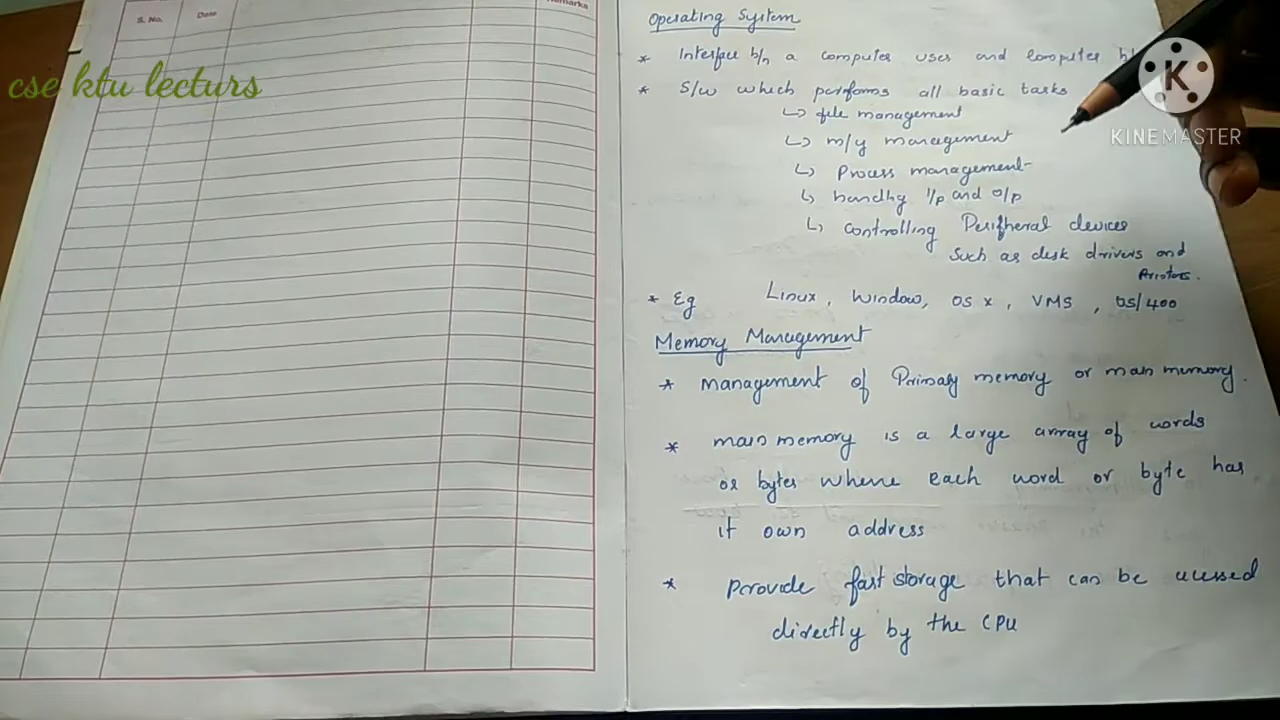 S. No.
Date
Remarks
cse ktu lecturs
KINEMASTER
Operating System
* Interface b/n a computer user and computer h/
* S/w which performs all basic tasks
↳ file management
↳ m/y management
↳ Process management
↳ handlig i/p and o/p
↳ controlling Peripheral devices
Such as disk drivers and
Printers.
* Eg Linux, Window, OS x, VMS, OS/400
Memory Management
* Management of Primary memory or main memory.
* main memory is a large array of words
or bytes where each word or byte has
it own address
* Provide fast storage that can be accessed
directly by the CPU